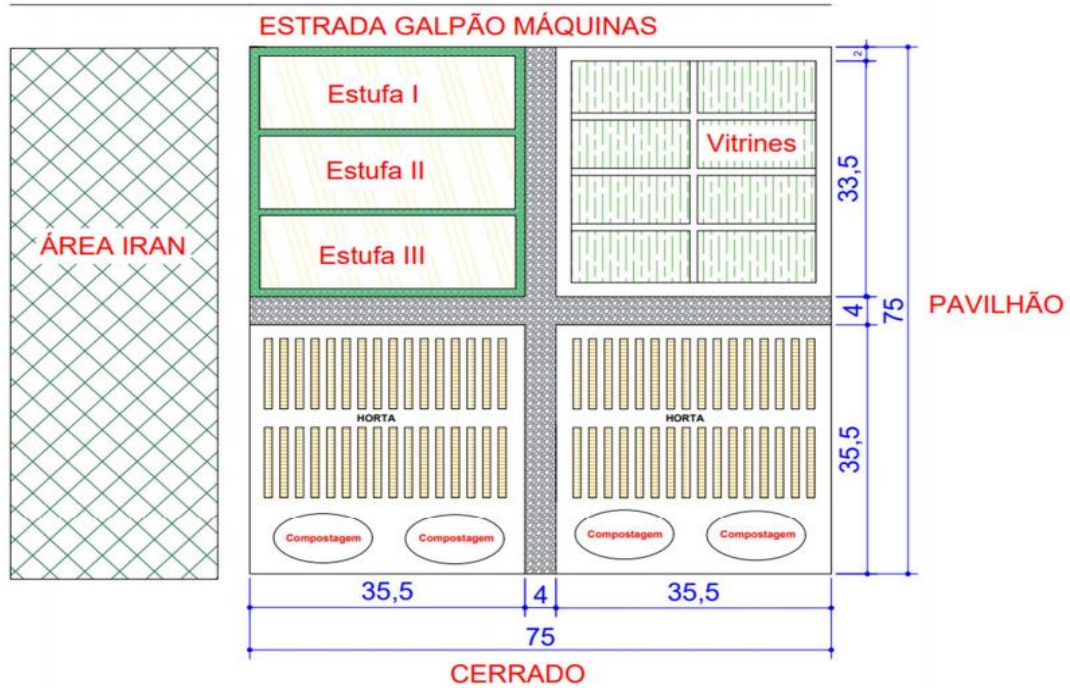 ESTRADA GALPÃO MÁQUINAS
2
Estufa I
Vitrines
Estufa II
33,5
ÁREA IRAN
Estufa III
4
75
PAVILHÃO
HORTA
HORTA
35,5
Compostagem
Compostagem
Compostagem
Compostagem
35,5
4
35,5
75
CERRADO